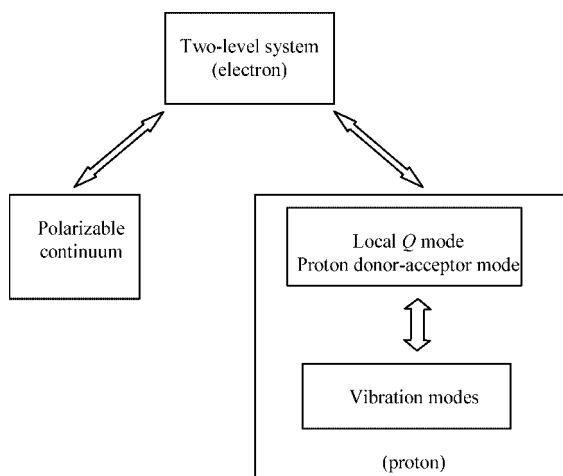 Two-level system
(electron)
Polarizable
continuum
Local Q mode
Proton donor-acceptor mode
Vibration modes
(proton)